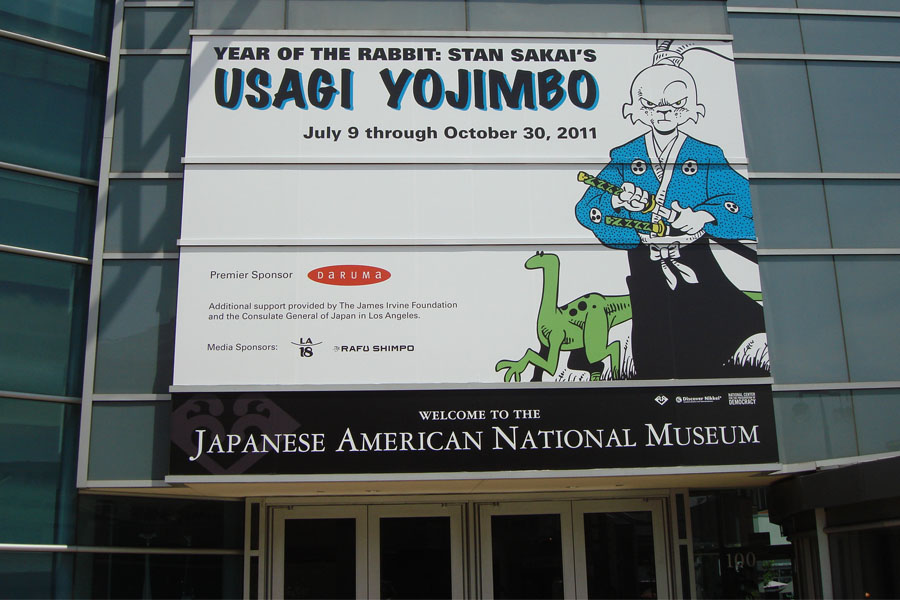 YEAR OF THE RABBIT: STAN SAKAI'S
USAGI YOJIMBO
July 9 through October 30, 2011
Premier Sponsor DARUMA
Additional support provided by The James Irvine Foundation
and the Consulate General of Japan in Los Angeles.
Media Sponsors: LA 18 RAFU SHIMPO
Discover Nikkei
NATIONAL CENTER
DEMOCRACY
WELCOME TO THE
JAPANESE AMERICAN NATIONAL MUSEUM
100